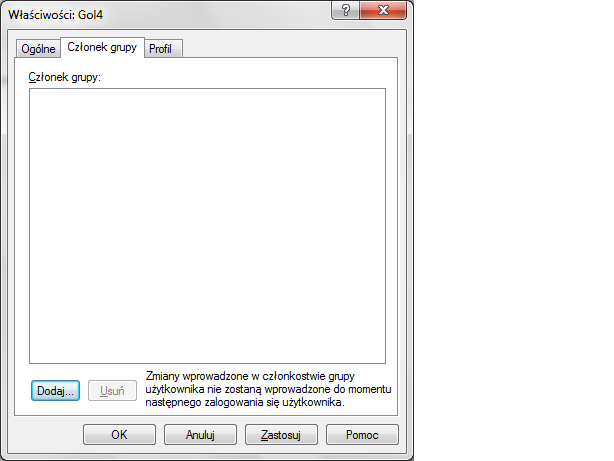 Właściwości: Gol4
Ogólne
Członek grupy
Profil
Członek grupy:
Dodaj...
Usuń
Zmiany wprowadzone w członkostwie grupy
użytkownika nie zostaną wprowadzone do momentu
następnego zalogowania się użytkownika.
OK
Anuluj
Zastosuj
Pomoc